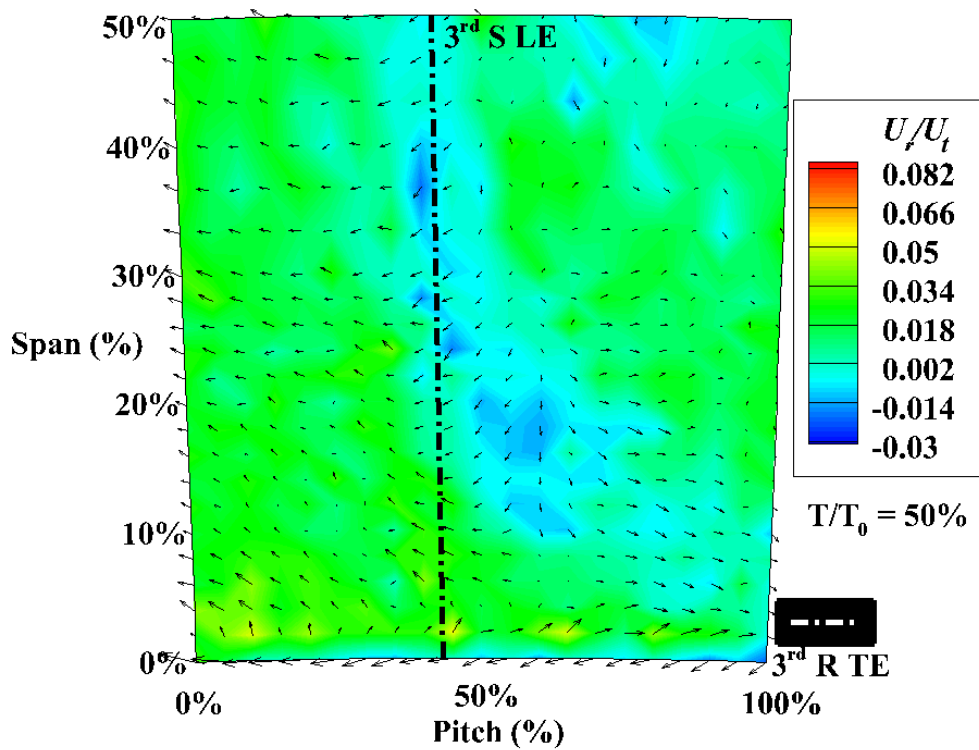 50%
3rd S LE
40%
30%
Span (%)
20%
10%
0%
0%
50%
100%
Pitch (%)
Ur/Ut
0.082
0.066
0.05
0.034
0.018
0.002
-0.014
-0.03
T/T0 = 50%
3rd R TE